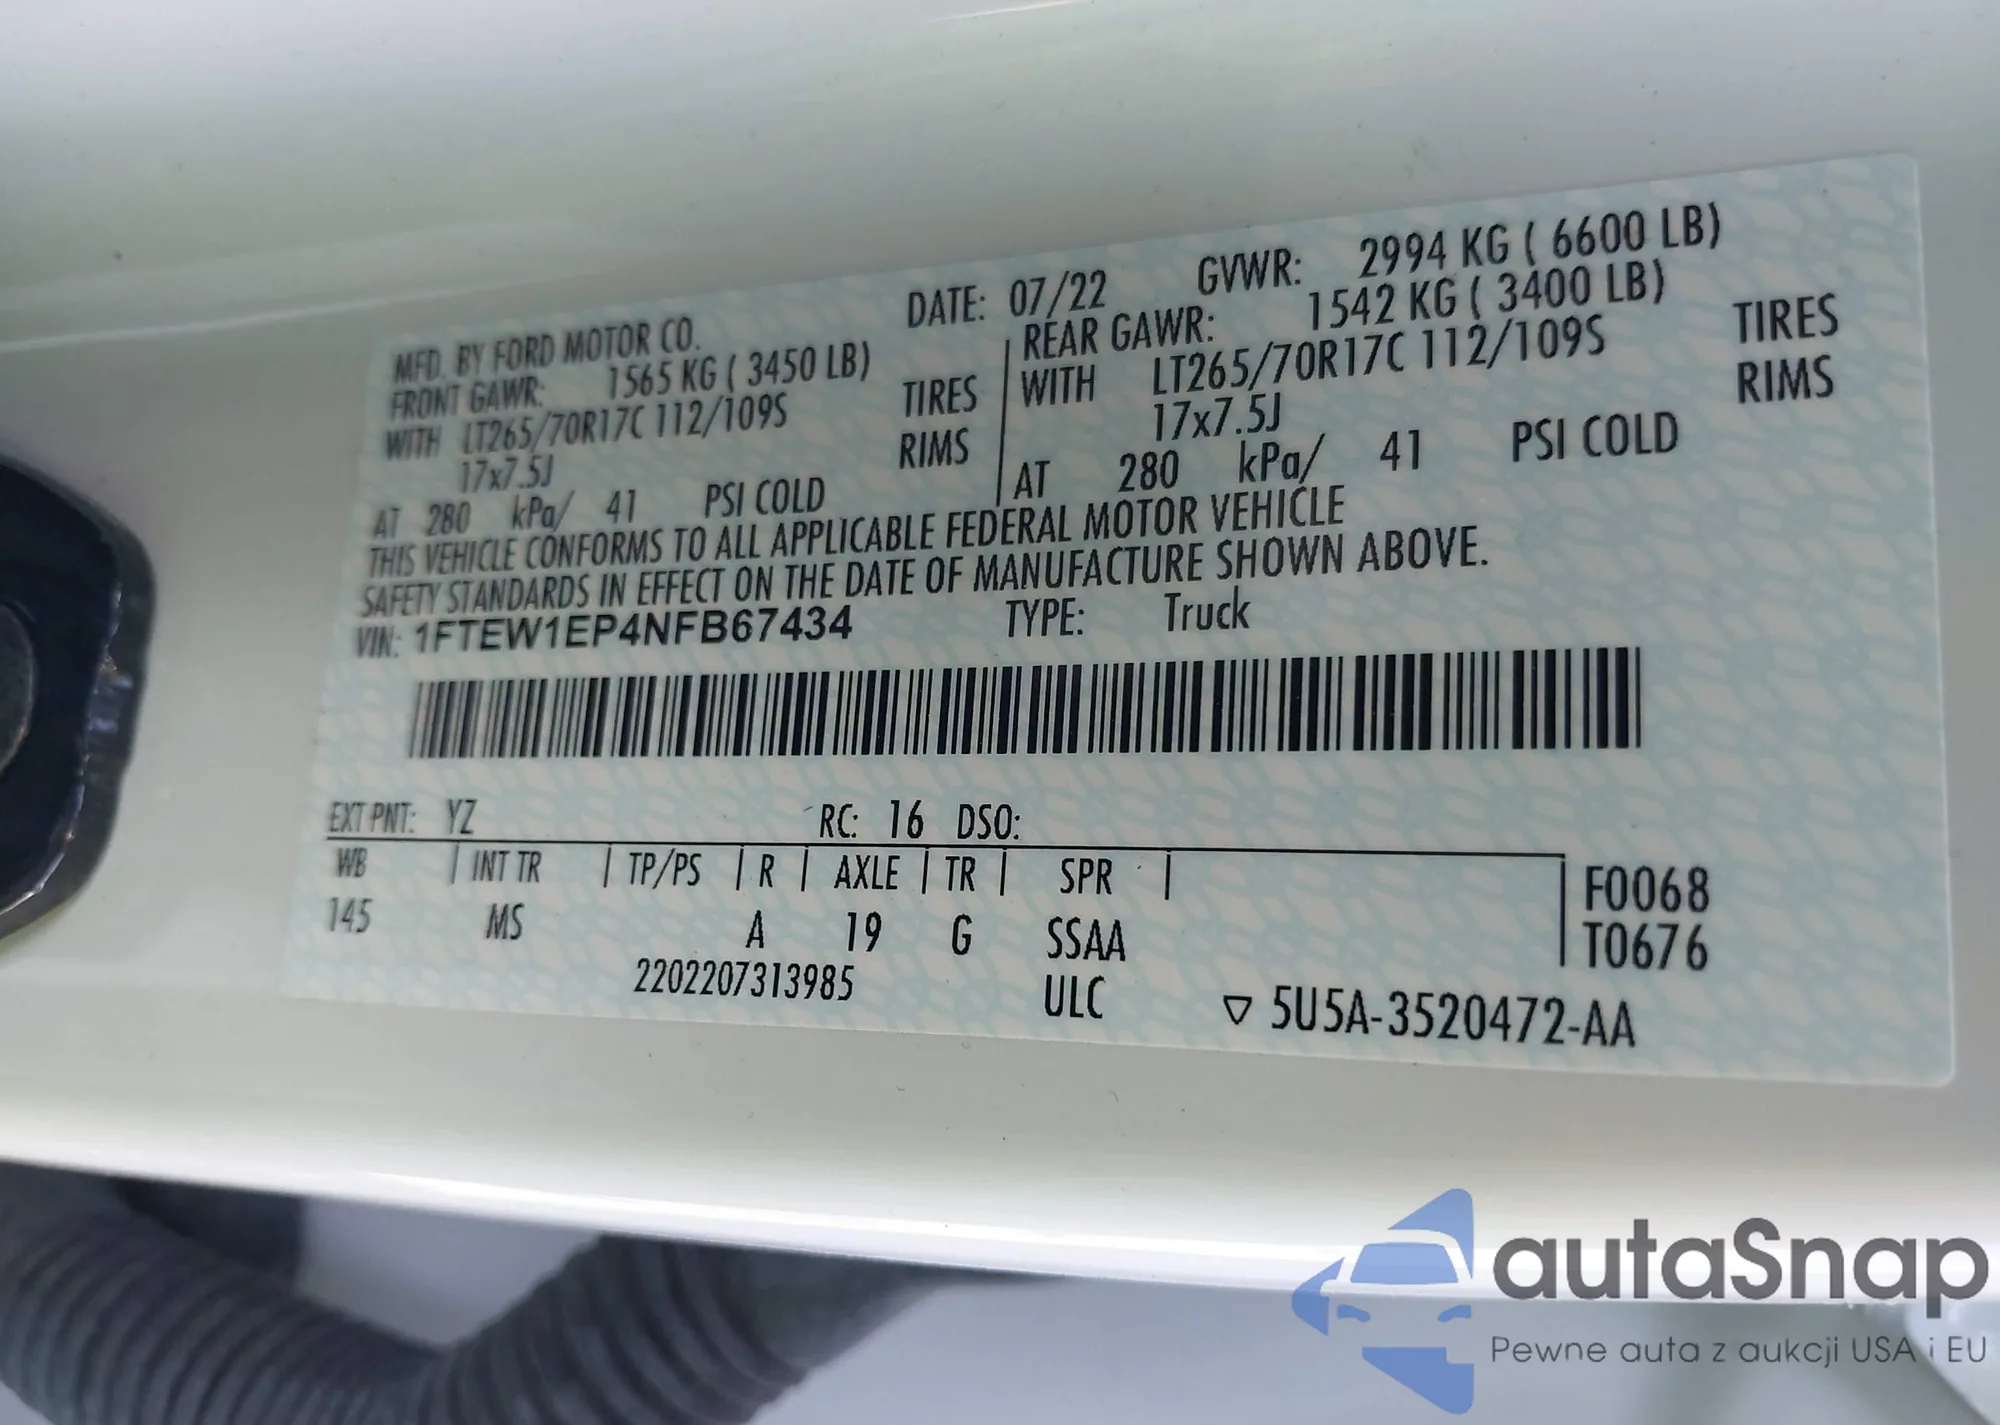 MFD. BY FORD MOTOR CO. DATE: 07/22 GVWR: 2994 KG ( 6600 LB)
FRONT GAWR: 1565 KG ( 3450 LB)
WITH LT265/70R17C 112/109S TIRES
17x7.5J RIMS
AT 280 kPa/ 41 PSI COLD
REAR GAWR: 1542 KG ( 3400 LB)
WITH LT265/70R17C 112/109S TIRES
17x7.5J RIMS
AT 280 kPa/ 41 PSI COLD
THIS VEHICLE CONFORMS TO ALL APPLICABLE FEDERAL MOTOR VEHICLE
SAFETY STANDARDS IN EFFECT ON THE DATE OF MANUFACTURE SHOWN ABOVE.
VIN: 1FTEW1EP4NFB67434 TYPE: Truck
EXT PNT: YZ RC: 16 DSO:
WB INT TR TP/PS R AXLE TR SPR F0068
145 MS A 19 G SSAA T0676
2202207313985 ULC ▽ 5U5A-3520472-AA
autaSnap
Pewne auta z aukcji USA i EU